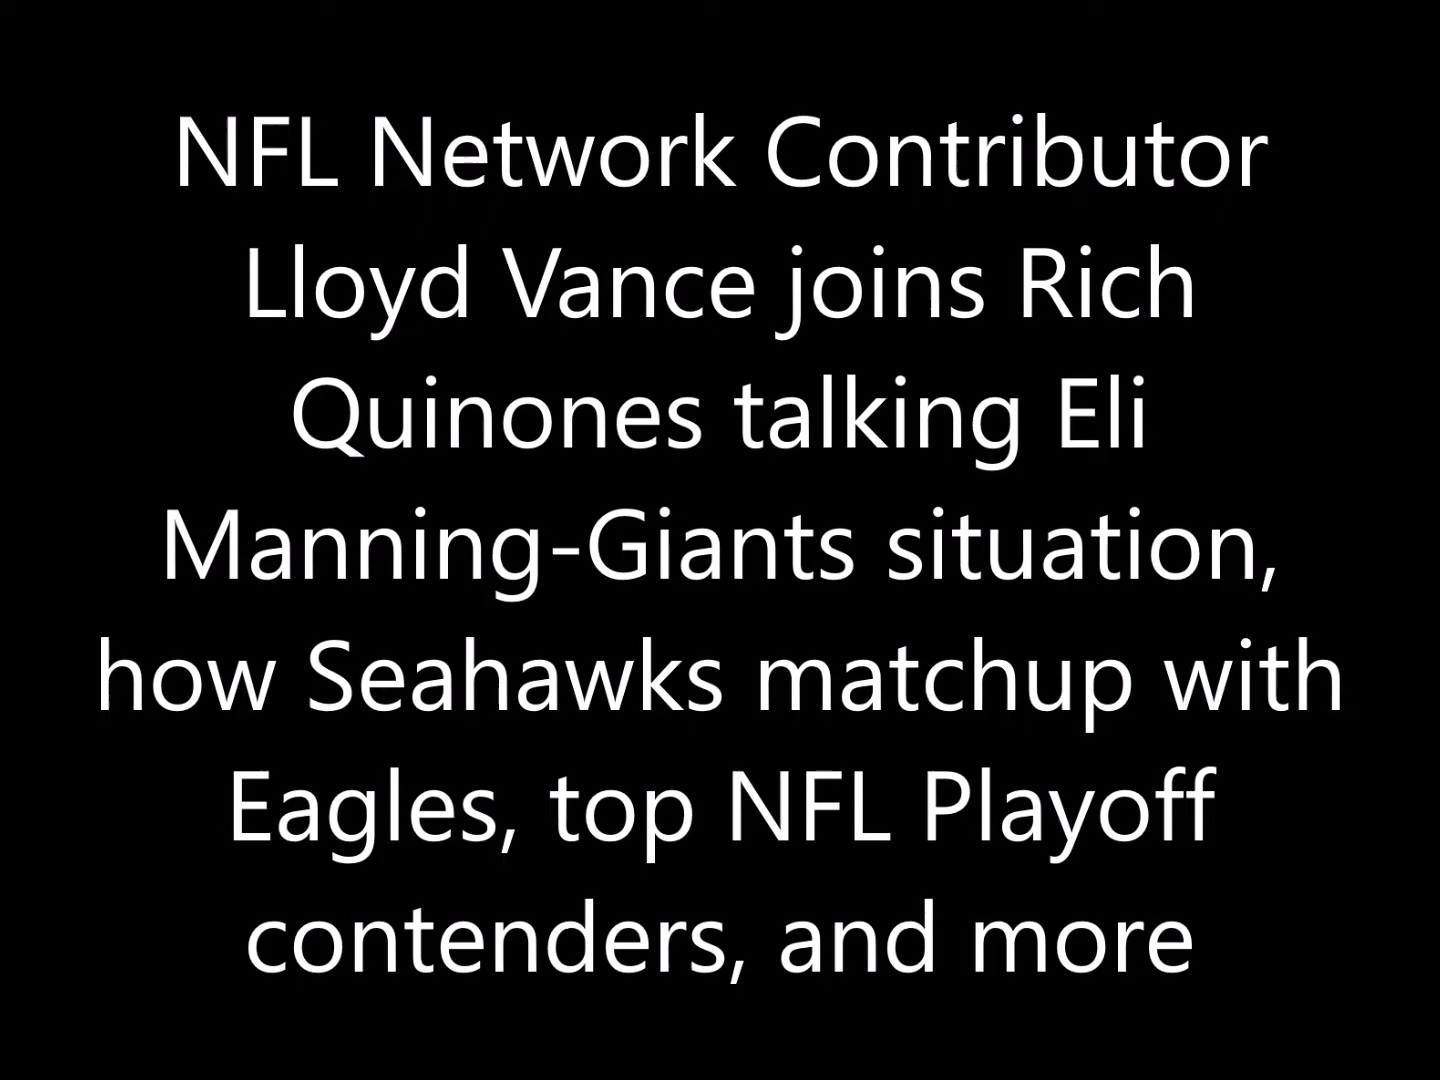 NFL Network Contributor
Lloyd Vance joins Rich
Quinones talking Eli
Manning-Giants situation,
how Seahawks matchup with
Eagles, top NFL Playoff
contenders, and more